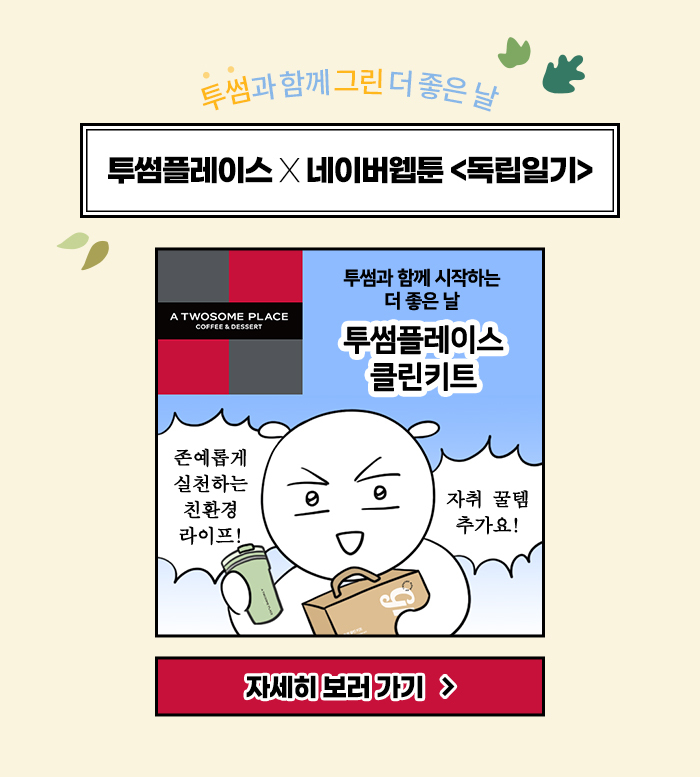 투썸과 함께 그린 더 좋은 날
투썸플레이스 X 네이버웹툰 <독립일기>
A TWOSOME PLACE
COFFEE & DESSERT
투썸과 함께 시작하는
더 좋은 날
투썸플레이스
클린키트
존예롭게
실천하는
친환경
라이프!
자취 꿀템
추가요!
자세히 보러 가기 >